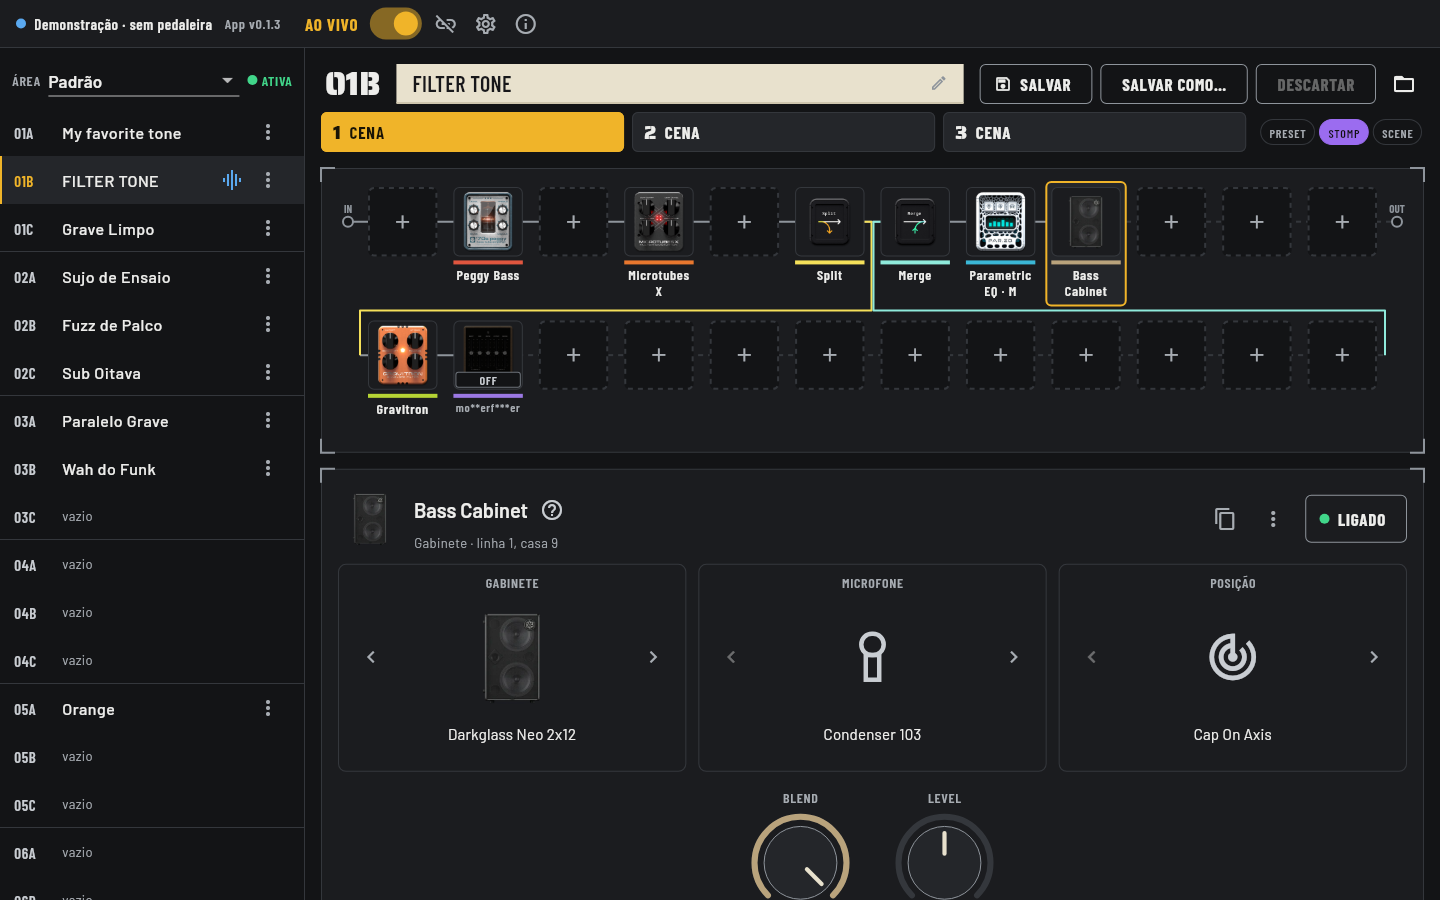 Demonstração · sem pedaleira App v0.1.3 AO VIVO
ÁREA Padrão ATIVA
01A My favorite tone
01B FILTER TONE
01C Grave Limpo
02A Sujo de Ensaio
02B Fuzz de Palco
02C Sub Oitava
03A Paralelo Grave
03B Wah do Funk
03C vazio
04A vazio
04B vazio
04C vazio
05A Orange
05B vazio
05C vazio
06A vazio
01B FILTER TONE SALVAR SALVAR COMO... DESCARTAR
1 CENA 2 CENA 3 CENA PRESET STOMP SCENE
IN OUT
Split Merge
Peggy Bass Microtubes X Split Merge Parametric EQ · M Bass Cabinet
OFF
Gravitron mo**erf***er
Bass Cabinet
Gabinete · linha 1, casa 9
LIGADO
GABINETE MICROFONE POSIÇÃO
Darkglass Neo 2x12 Condenser 103 Cap On Axis
BLEND LEVEL